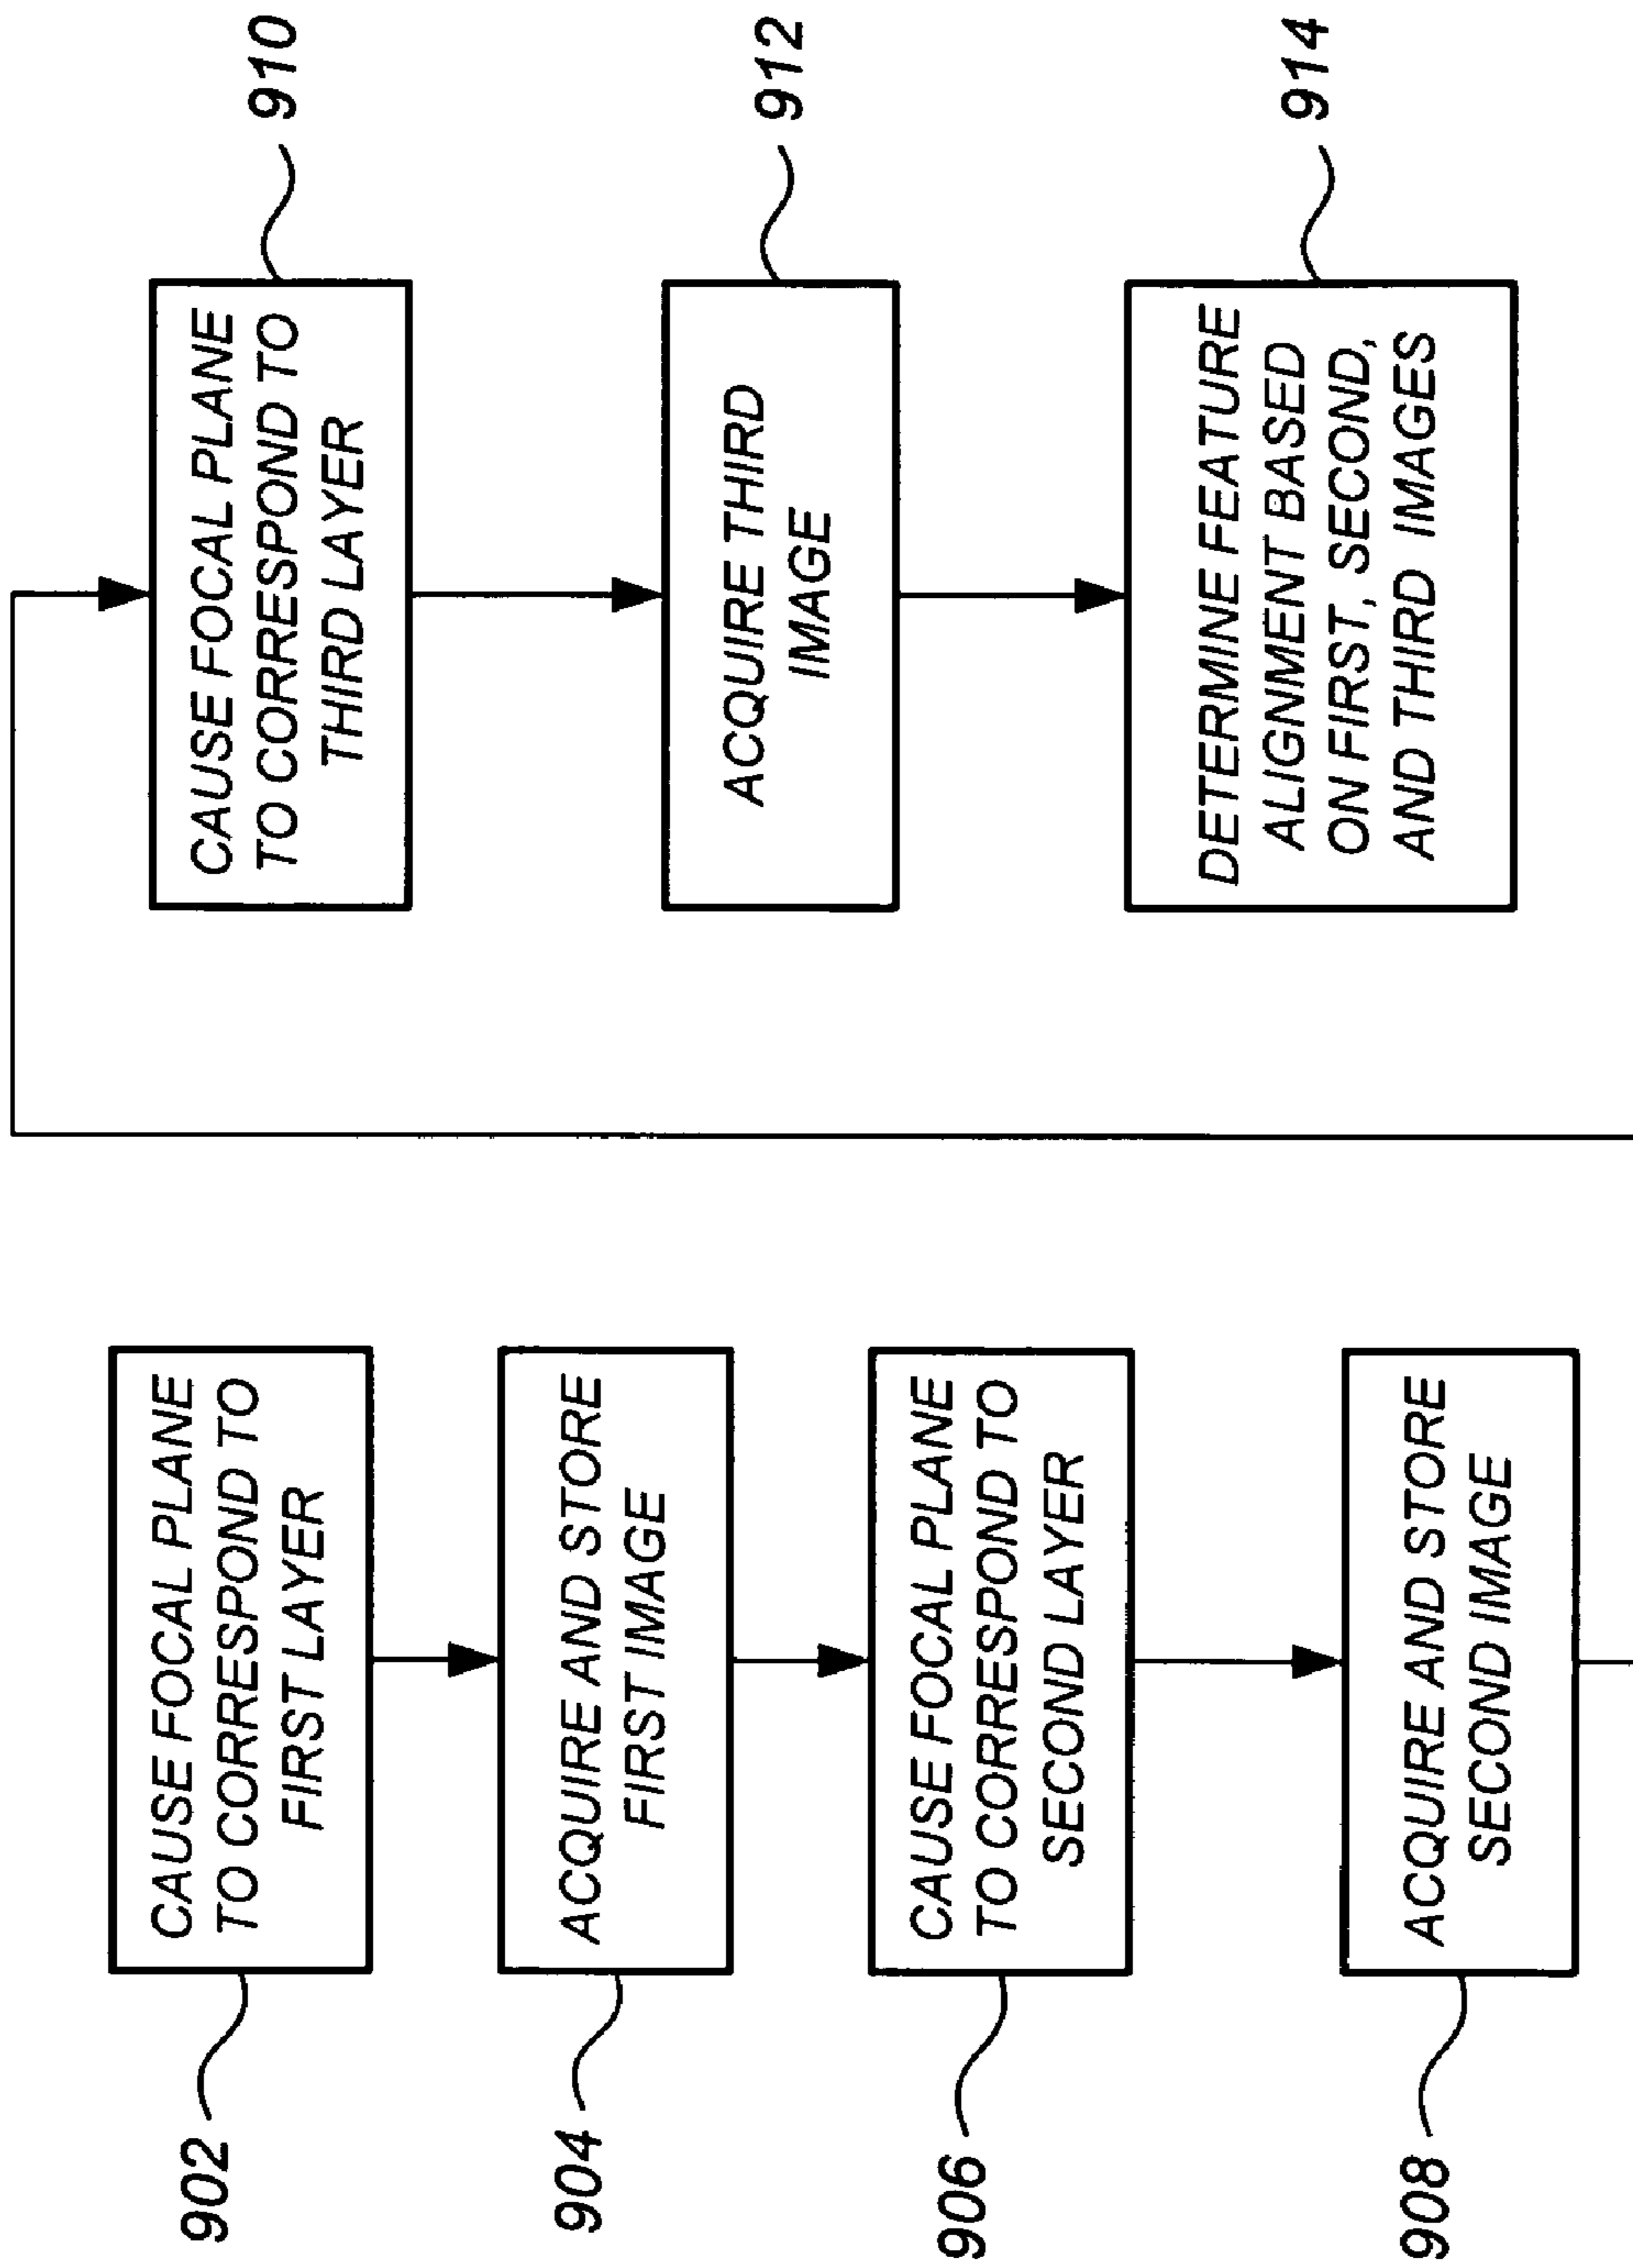 902
CAUSE FOCAL PLANE
TO CORRESPOND TO
FIRST LAYER
904
ACQUIRE AND STORE
FIRST IMAGE
906
CAUSE FOCAL PLANE
TO CORRESPOND TO
SECOND LAYER
908
ACQUIRE AND STORE
SECOND IMAGE
CAUSE FOCAL PLANE
TO CORRESPOND TO
THIRD LAYER
910
ACQUIRE THIRD
IMAGE
912
DETERMINE FEATURE
ALIGNMENT BASED
ON FIRST, SECOND,
AND THIRD IMAGES
914